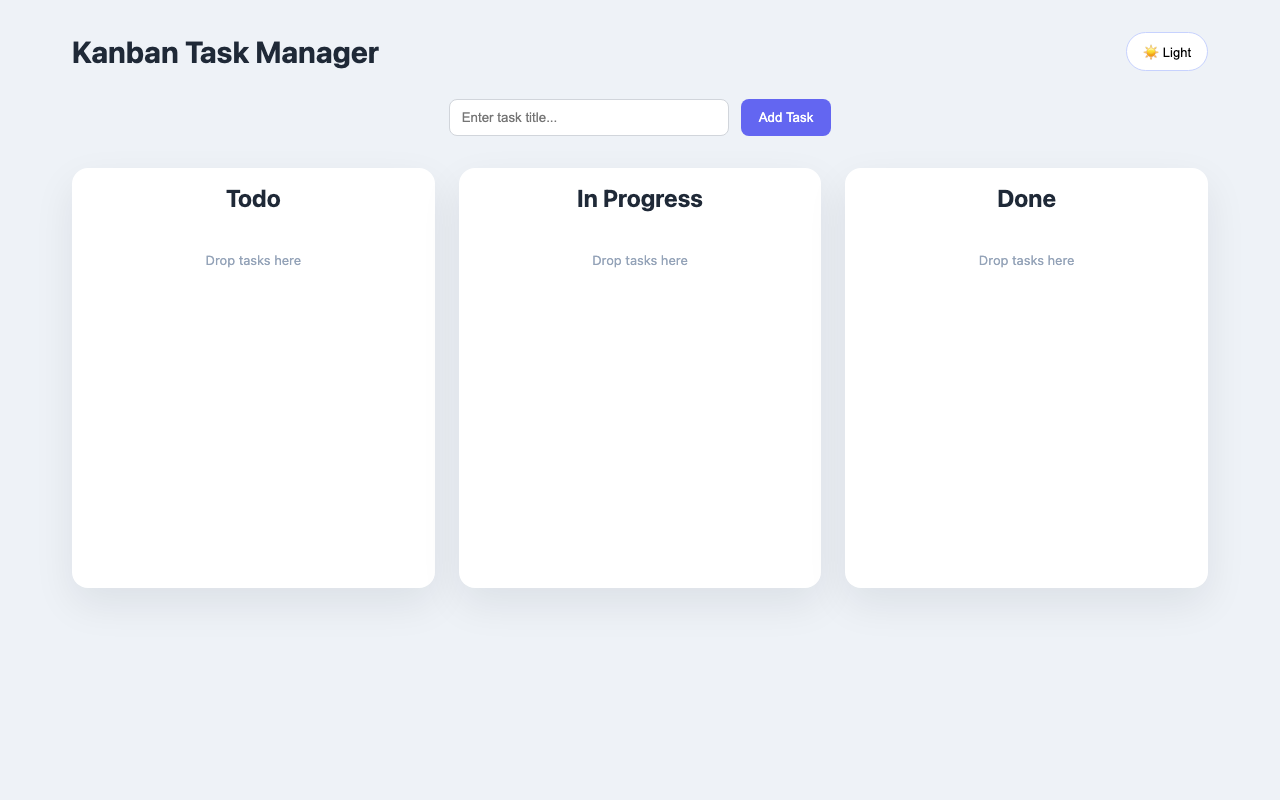 Kanban Task Manager
☀️ Light
Enter task title...
Add Task
Todo
In Progress
Done
Drop tasks here
Drop tasks here
Drop tasks here